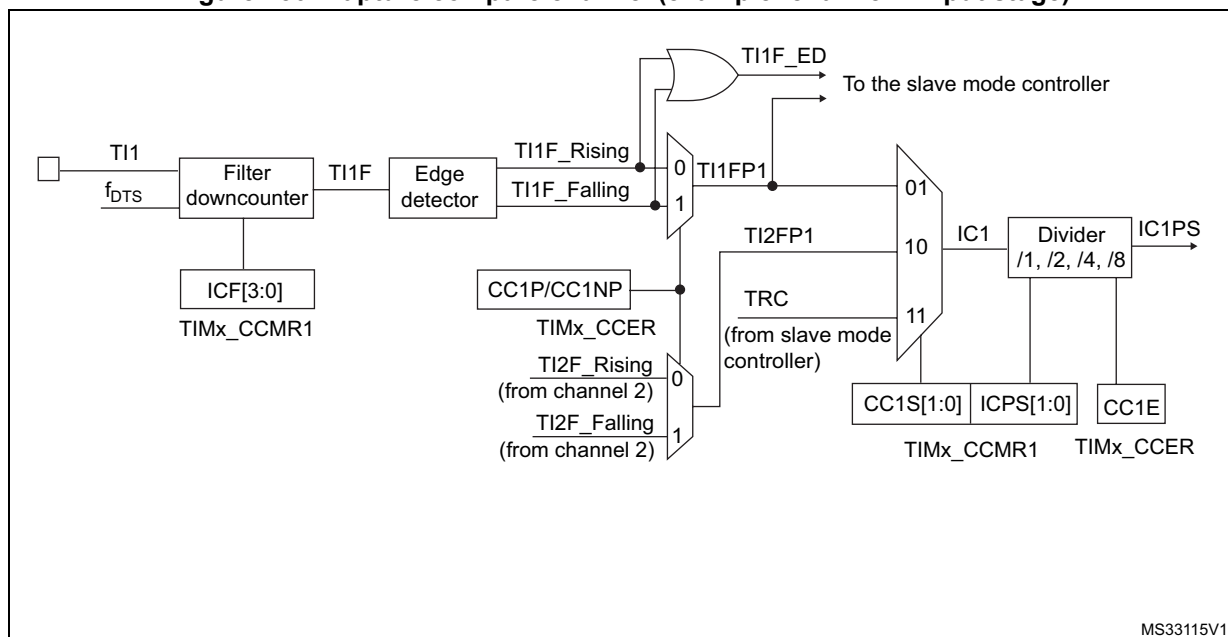 TI1F_ED
To the slave mode controller
TI1
f_DTS
Filter
downcounter
TI1F
Edge
detector
TI1F_Rising
TI1F_Falling
0
1
TI1FP1
01
TI2FP1
10
IC1
Divider
/1, /2, /4, /8
IC1PS
ICF[3:0]
TIMx_CCMR1
CC1P/CC1NP
TIMx_CCER
TRC
11
(from slave mode
controller)
TI2F_Rising
(from channel 2)
0
TI2F_Falling
(from channel 2)
1
CC1S[1:0]
ICPS[1:0]
CC1E
TIMx_CCMR1
TIMx_CCER
MS33115V1